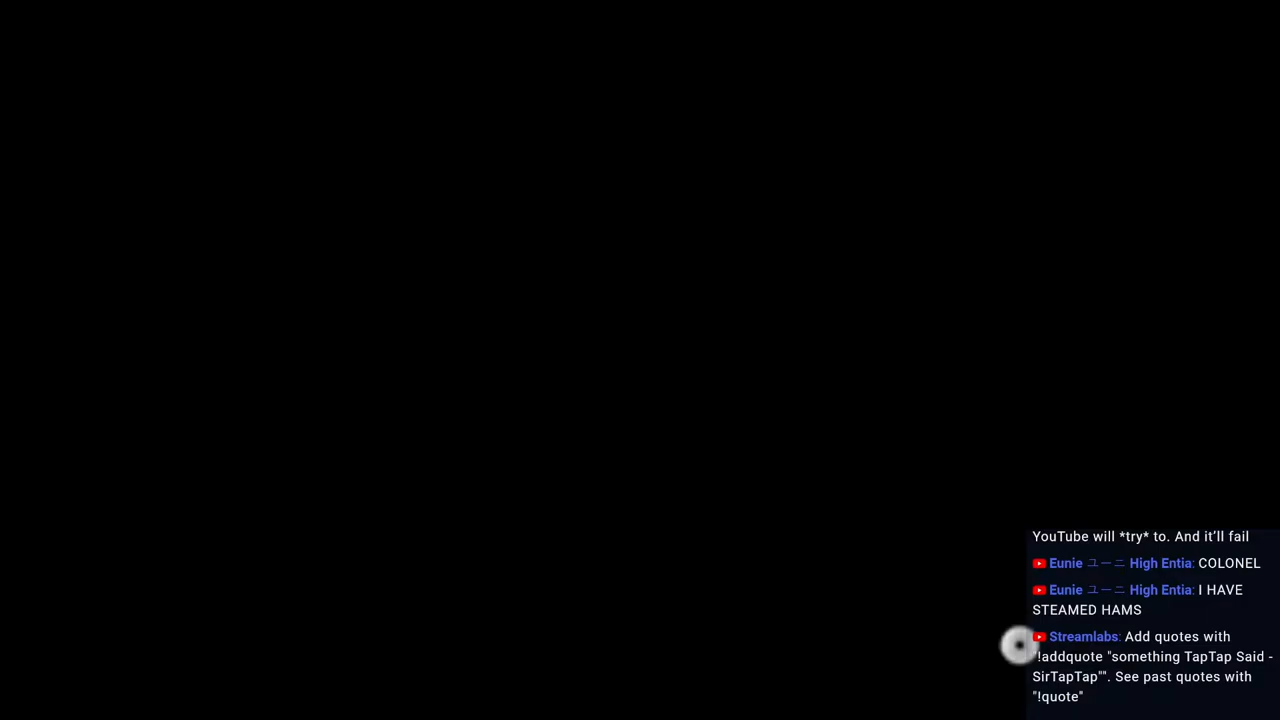 YouTube will *try* to. And it’ll fail
Eunie ユーニ High Entia: COLONEL
Eunie ユーニ High Entia: I HAVE
STEAMED HAMS
Streamlabs: Add quotes with
"!addquote "something TapTap Said -
SirTapTap"". See past quotes with
"!quote"